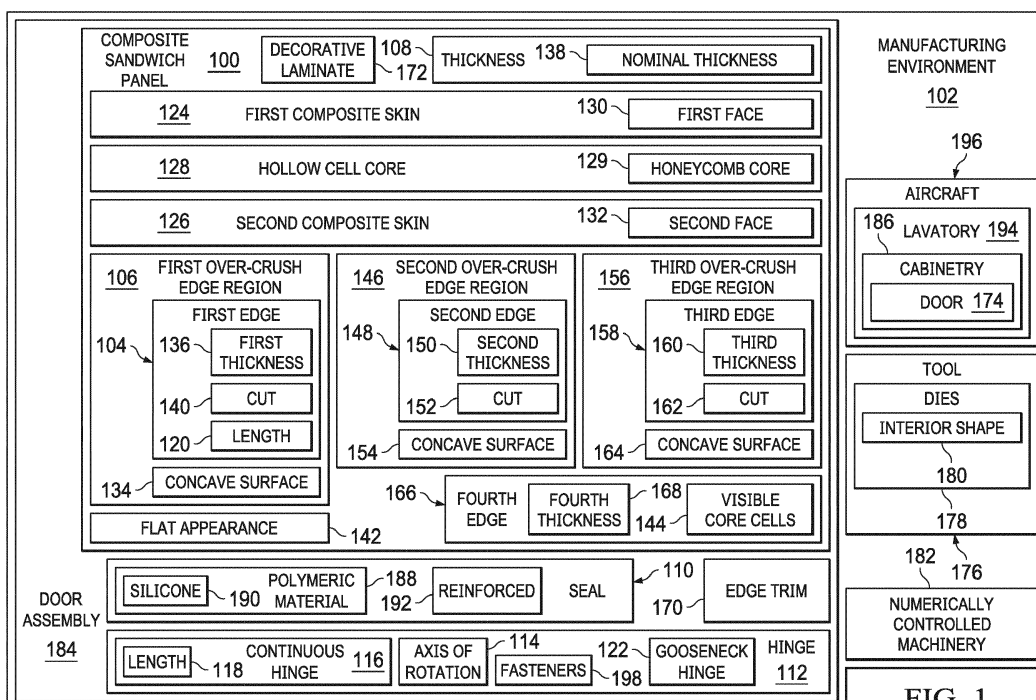 COMPOSITE
SANDWICH
PANEL
100
DECORATIVE
LAMINATE
172
108
THICKNESS
138
NOMINAL THICKNESS
124
FIRST COMPOSITE SKIN
130
FIRST FACE
128
HOLLOW CELL CORE
129
HONEYCOMB CORE
126
SECOND COMPOSITE SKIN
132
SECOND FACE
106
FIRST OVER-CRUSH
EDGE REGION
FIRST EDGE
104
136
FIRST
THICKNESS
140
CUT
120
LENGTH
134
CONCAVE SURFACE
146
SECOND OVER-CRUSH
EDGE REGION
SECOND EDGE
148
150
SECOND
THICKNESS
152
CUT
154
CONCAVE SURFACE
156
THIRD OVER-CRUSH
EDGE REGION
THIRD EDGE
158
160
THIRD
THICKNESS
162
CUT
164
CONCAVE SURFACE
FLAT APPEARANCE
142
166
FOURTH
EDGE
FOURTH
THICKNESS
168
144
VISIBLE
CORE CELLS
DOOR
ASSEMBLY
184
SILICONE
190
POLYMERIC
MATERIAL
188
192
REINFORCED
SEAL
110
170
EDGE TRIM
LENGTH
118
CONTINUOUS
HINGE
116
AXIS OF
ROTATION
114
FASTENERS
198
122
GOOSENECK
HINGE
HINGE
112
MANUFACTURING
ENVIRONMENT
102
196
AIRCRAFT
186
LAVATORY
194
CABINETRY
DOOR
174
TOOL
DIES
INTERIOR SHAPE
180
178
182
176
NUMERICALLY
CONTROLLED
MACHINERY
FIG. 1